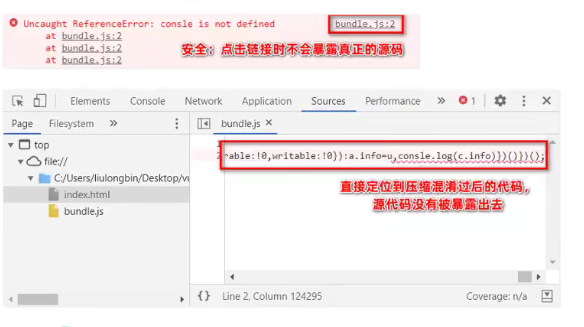 Uncaught ReferenceError: consle is not defined bundle.js:2
at bundle.js:2
at bundle.js:2
at bundle.js:2
安全：点击链接时不会暴露真正的源码
Elements Console Network Application Sources Performance » 1
Page Filesystem » bundle.js ×
top
file://
C:/Users/liulongbin/Desktop/vu
index.html
bundle.js
1
2 able:!0,writable:!0}):a.info=u,consle.log(c.info)})()})();
直接定位到压缩混淆过后的代码，
源代码没有被暴露出去
{} Line 2, Column 124295 Coverage: n/a